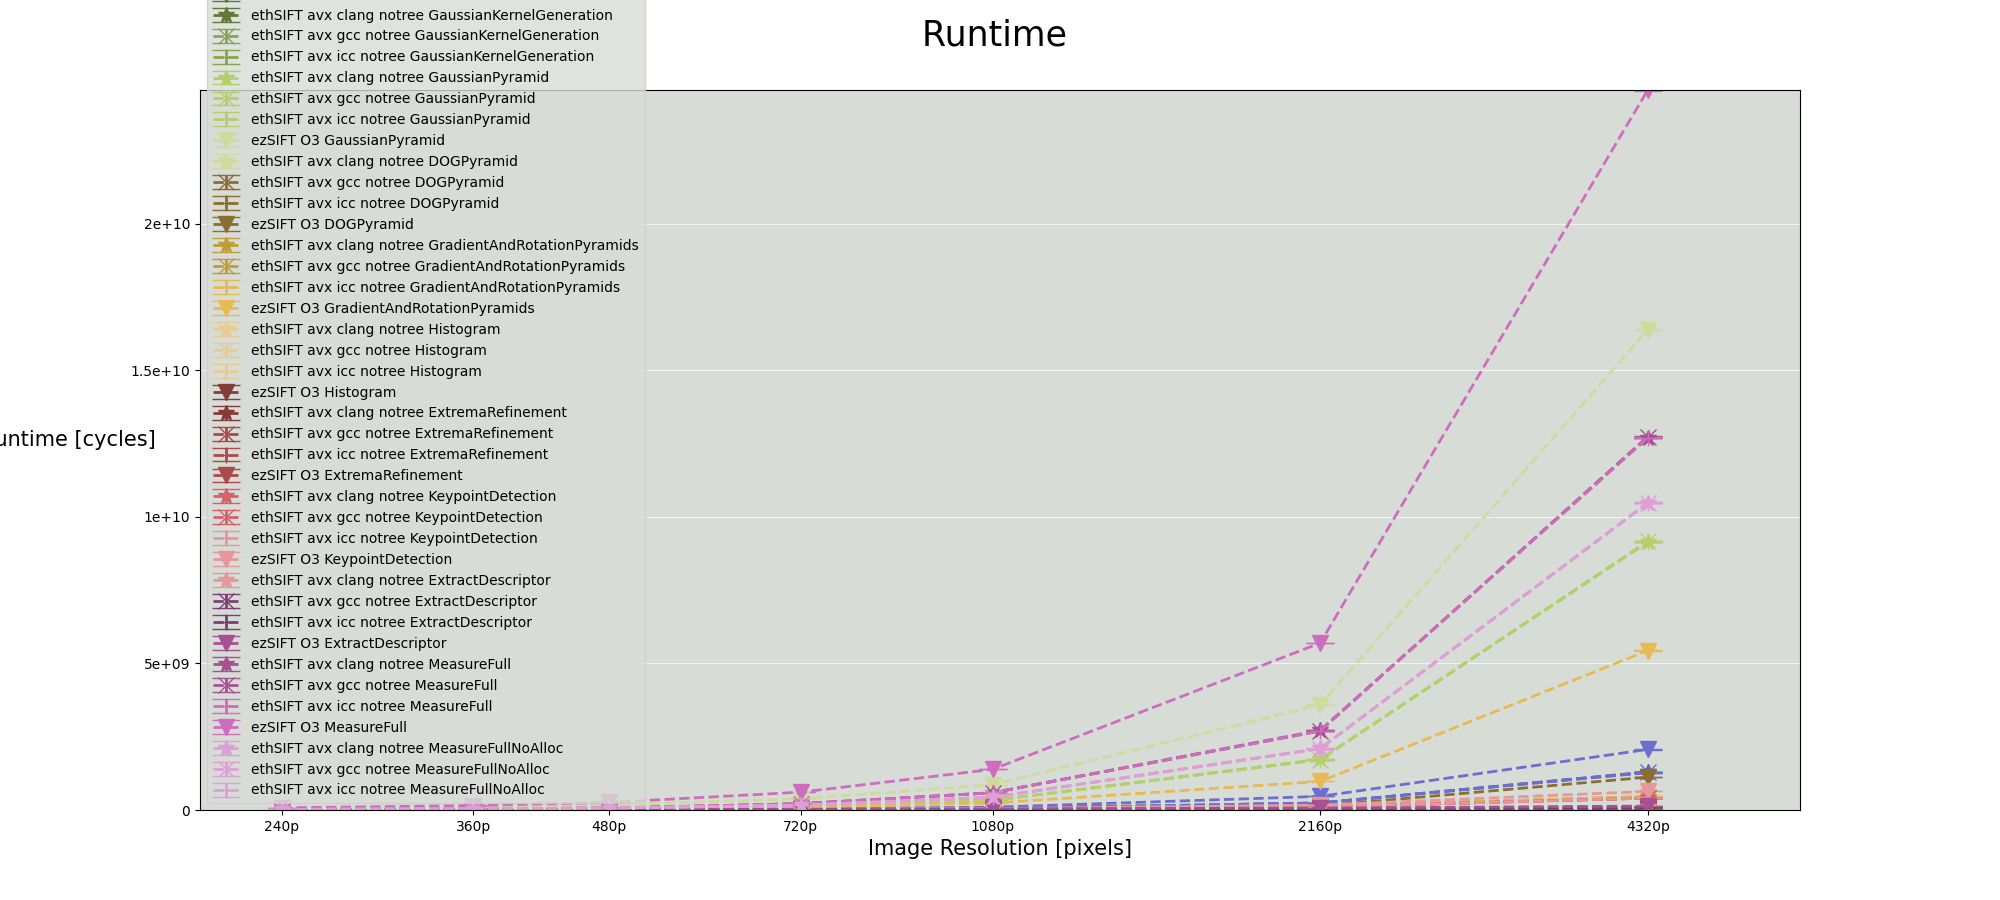 ethSIFT avx clang notree GaussianKernelGeneration
ethSIFT avx gcc notree GaussianKernelGeneration
ethSIFT avx icc notree GaussianKernelGeneration
ethSIFT avx clang notree GaussianPyramid
ethSIFT avx gcc notree GaussianPyramid
ethSIFT avx icc notree GaussianPyramid
ezSIFT O3 GaussianPyramid
ethSIFT avx clang notree DOGPyramid
ethSIFT avx gcc notree DOGPyramid
ethSIFT avx icc notree DOGPyramid
ezSIFT O3 DOGPyramid
ethSIFT avx clang notree GradientAndRotationPyramids
ethSIFT avx gcc notree GradientAndRotationPyramids
ethSIFT avx icc notree GradientAndRotationPyramids
ezSIFT O3 GradientAndRotationPyramids
ethSIFT avx clang notree Histogram
ethSIFT avx gcc notree Histogram
ethSIFT avx icc notree Histogram
ezSIFT O3 Histogram
ethSIFT avx clang notree ExtremaRefinement
ethSIFT avx gcc notree ExtremaRefinement
ethSIFT avx icc notree ExtremaRefinement
ezSIFT O3 ExtremaRefinement
ethSIFT avx clang notree KeypointDetection
ethSIFT avx gcc notree KeypointDetection
ethSIFT avx icc notree KeypointDetection
ezSIFT O3 KeypointDetection
ethSIFT avx clang notree ExtractDescriptor
ethSIFT avx gcc notree ExtractDescriptor
ethSIFT avx icc notree ExtractDescriptor
ezSIFT O3 ExtractDescriptor
ethSIFT avx clang notree MeasureFull
ethSIFT avx gcc notree MeasureFull
ethSIFT avx icc notree MeasureFull
ezSIFT O3 MeasureFull
ethSIFT avx clang notree MeasureFullNoAlloc
ethSIFT avx gcc notree MeasureFullNoAlloc
ethSIFT avx icc notree MeasureFullNoAlloc
Runtime
2e+10
1.5e+10
1e+10
5e+09
0
untime [cycles]
240p
360p
480p
720p
1080p
2160p
4320p
Image Resolution [pixels]